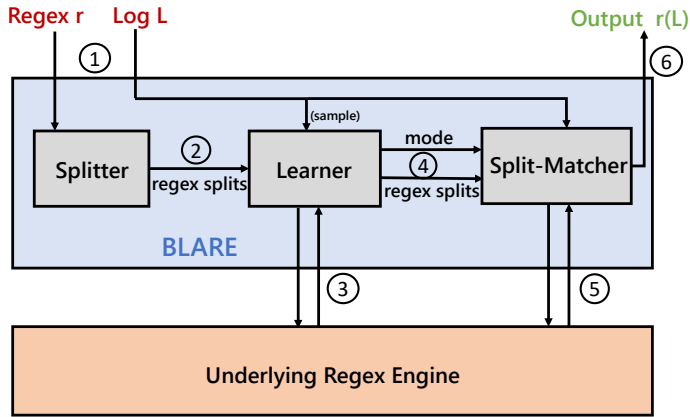 Regex r
Log L
Output r(L)
1
6
(sample)
Splitter
2
regex splits
Learner
mode
4
regex splits
Split-Matcher
BLARE
3
5
Underlying Regex Engine